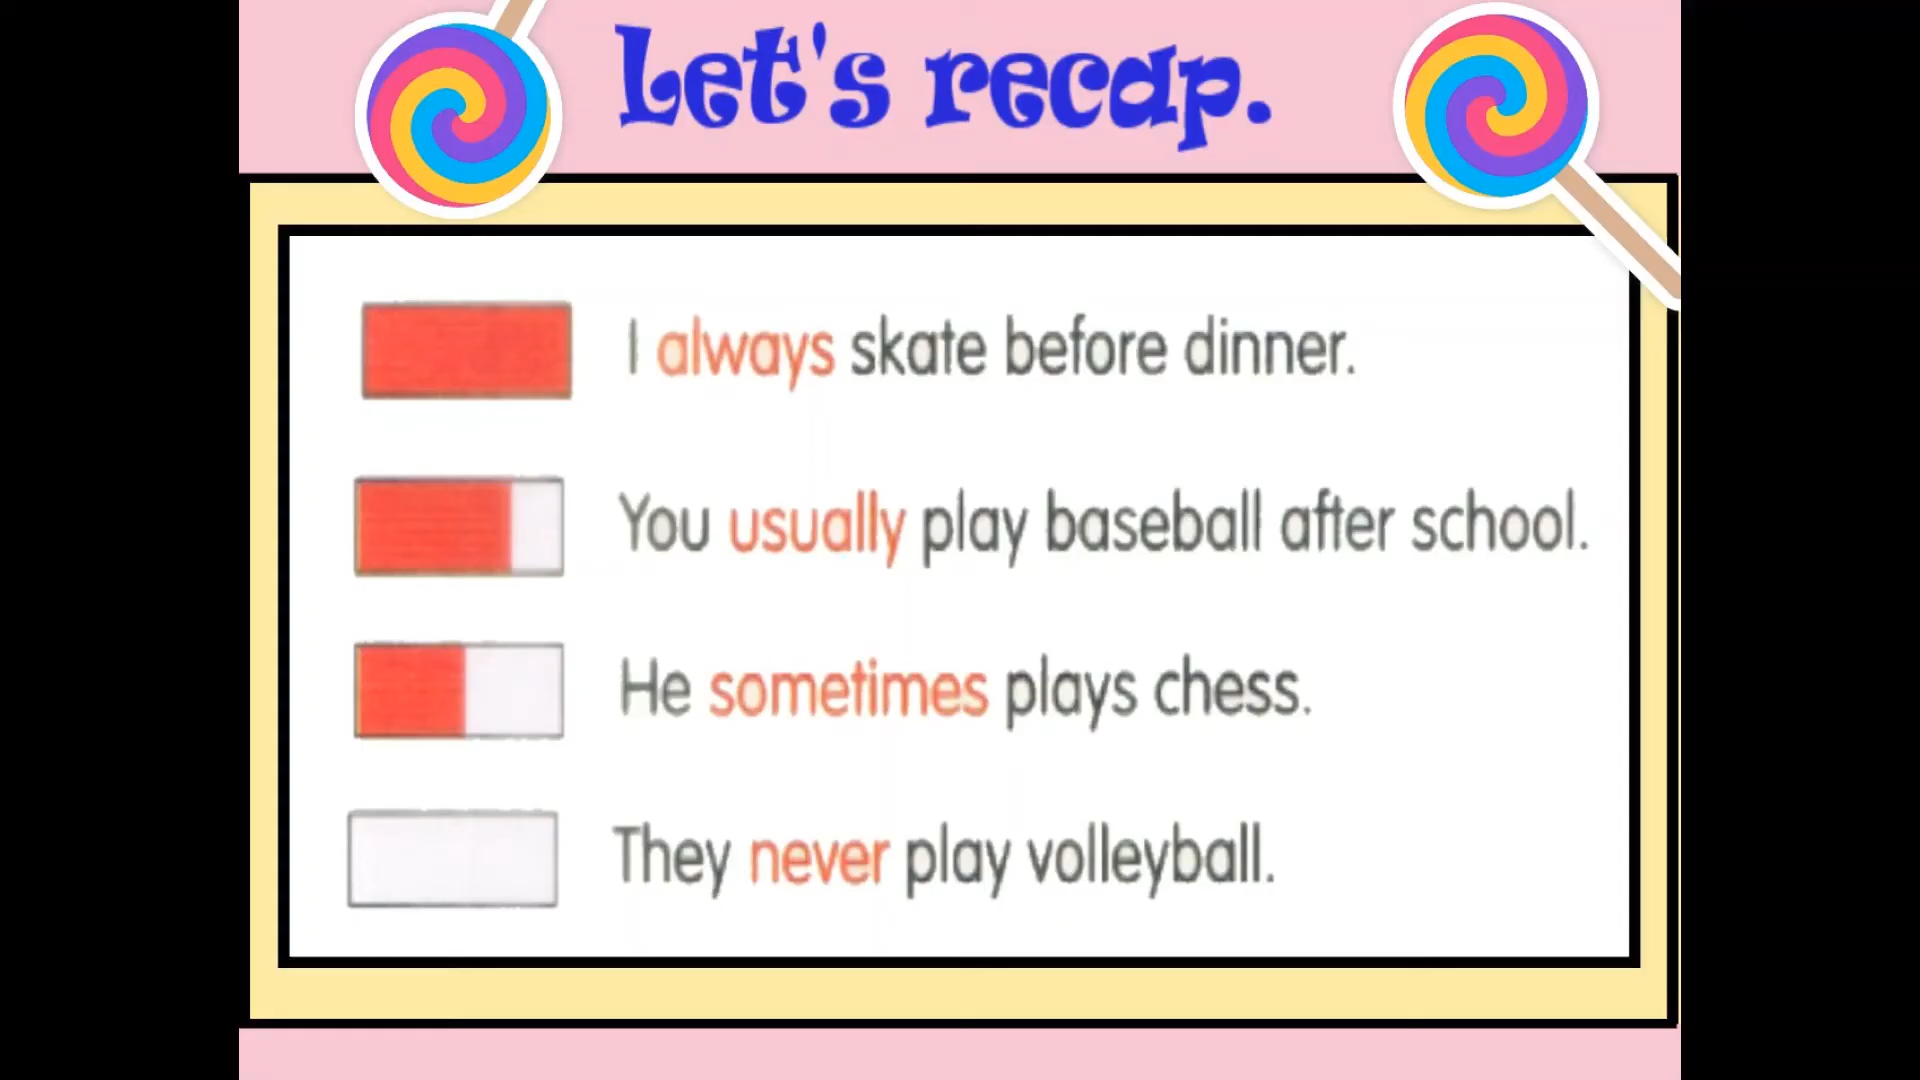 Let's recap.
I always skate before dinner.
You usually play baseball after school.
He sometimes plays chess.
They never play volleyball.